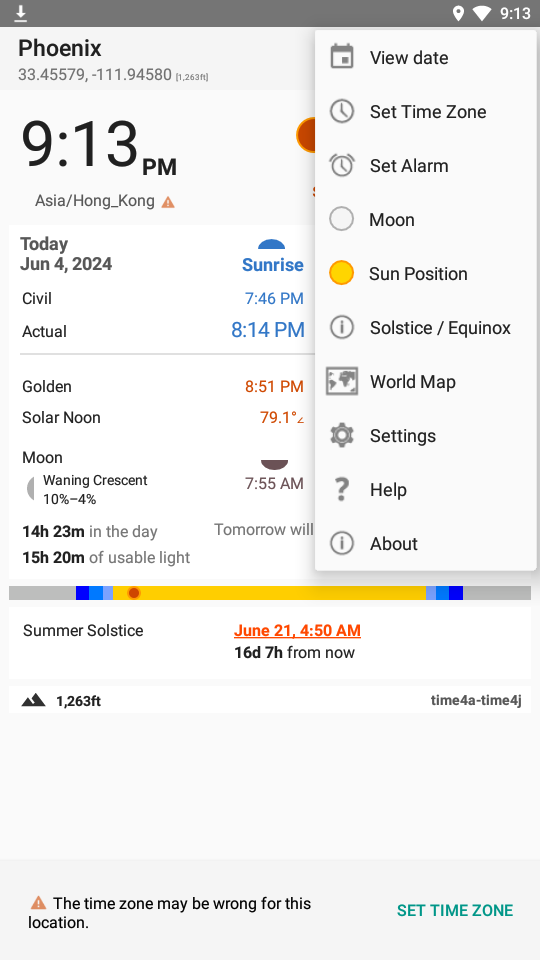 9:13
Phoenix
33.45579, -111.94580 [1,263ft]
9:13 PM
Asia/Hong_Kong
Today
Jun 4, 2024
Sunrise
Civil 7:46 PM
Actual 8:14 PM
Golden 8:51 PM
Solar Noon 79.1°∠
Moon
Waning Crescent
10%–4%
7:55 AM
14h 23m in the day
Tomorrow will
15h 20m of usable light
View date
Set Time Zone
Set Alarm
Moon
Sun Position
Solstice / Equinox
World Map
Settings
Help
About
Summer Solstice
June 21, 4:50 AM
16d 7h from now
1,263ft
time4a-time4j
The time zone may be wrong for this
location.
SET TIME ZONE